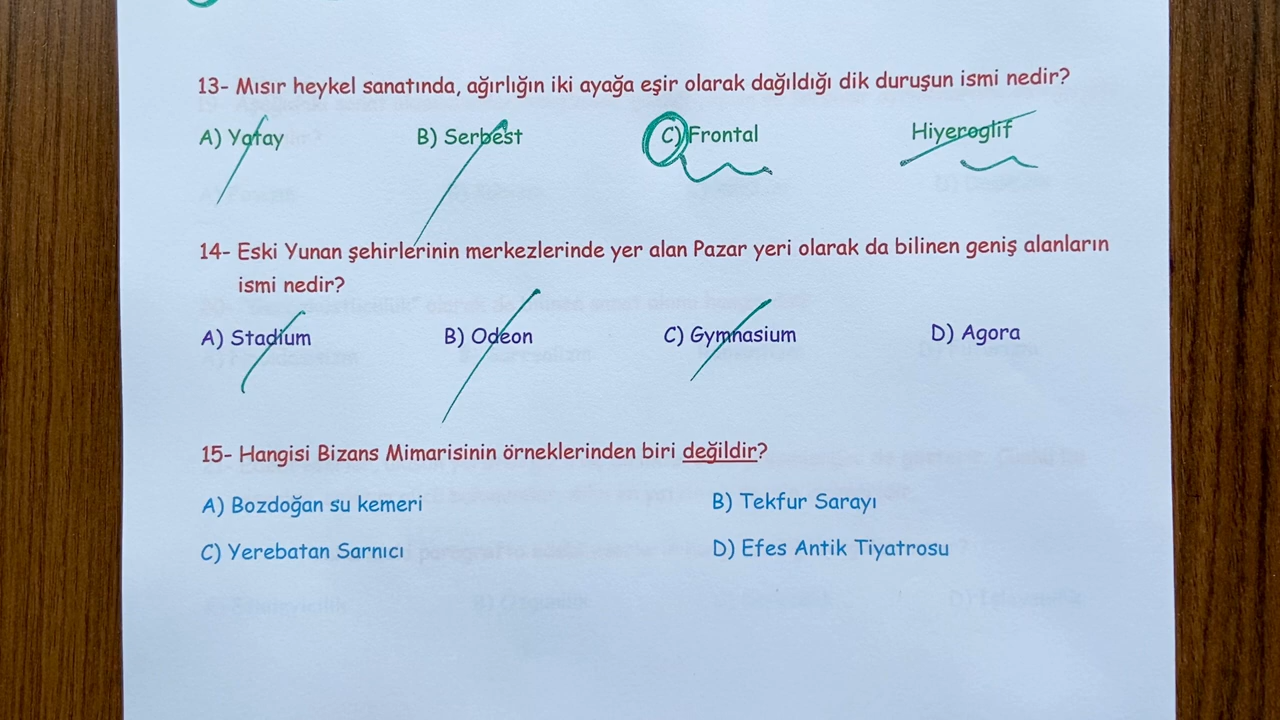 13- Mısır heykel sanatında, ağırlığın iki ayağa eşir olarak dağıldığı dik duruşun ismi nedir?
A) Yatay B) Serbest C) Frontal Hiyeroglif
14- Eski Yunan şehirlerinin merkezlerinde yer alan Pazar yeri olarak da bilinen geniş alanların
ismi nedir?
A) Stadium B) Odeon C) Gymnasium D) Agora
15- Hangisi Bizans Mimarisinin örneklerinden biri değildir?
A) Bozdoğan su kemeri B) Tekfur Sarayı
C) Yerebatan Sarnıcı D) Efes Antik Tiyatrosu